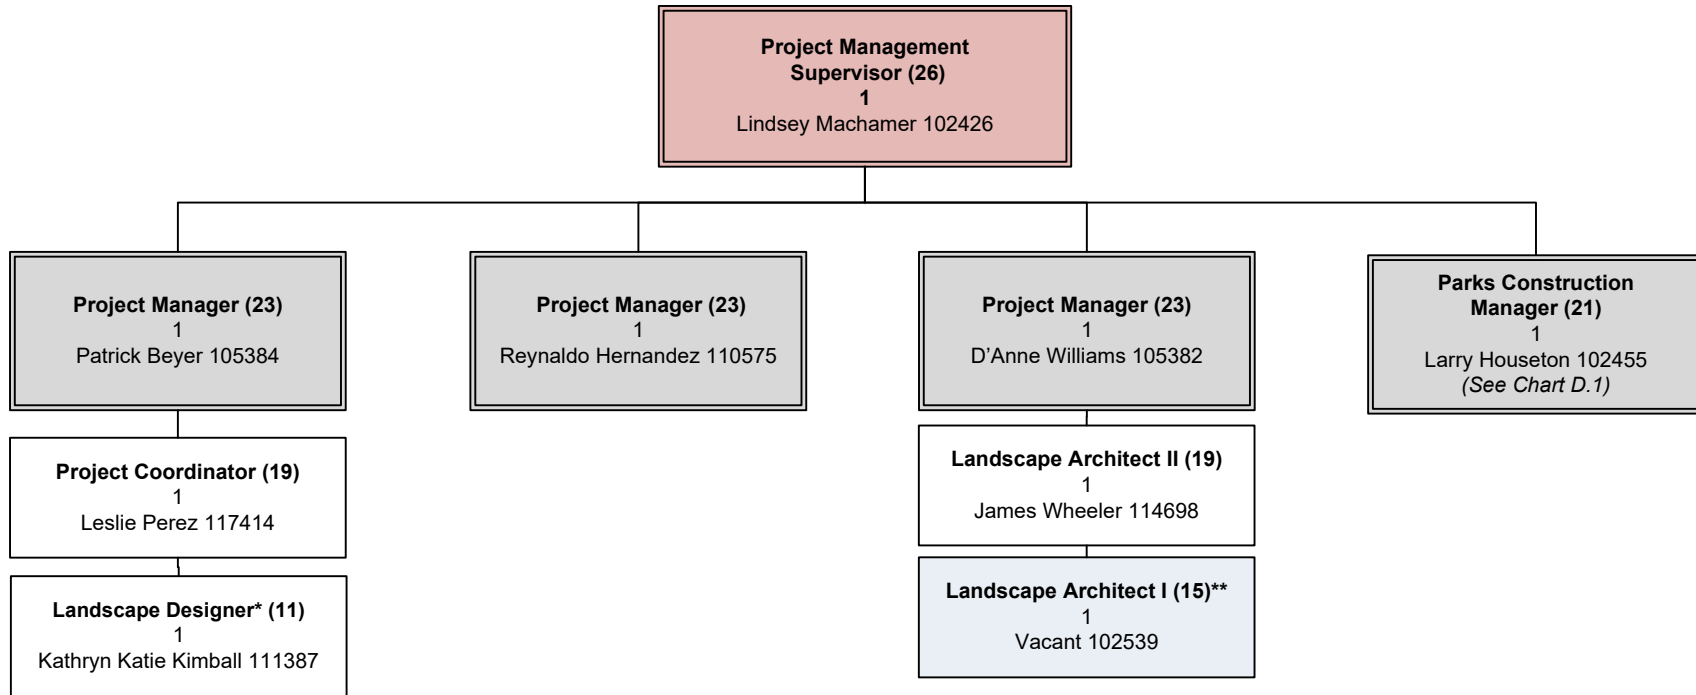 Project Management
Supervisor (26)
1
Lindsey Machamer 102426
Project Manager (23)
1
Patrick Beyer 105384
Project Manager (23)
1
Reynaldo Hernandez 110575
Project Manager (23)
1
D’Anne Williams 105382
Parks Construction
Manager (21)
1
Larry Houseton 102455
(See Chart D.1)
Project Coordinator (19)
1
Leslie Perez 117414
Landscape Architect II (19)
1
James Wheeler 114698
Landscape Designer* (11)
1
Kathryn Katie Kimball 111387
Landscape Architect I (15)**
1
Vacant 102539